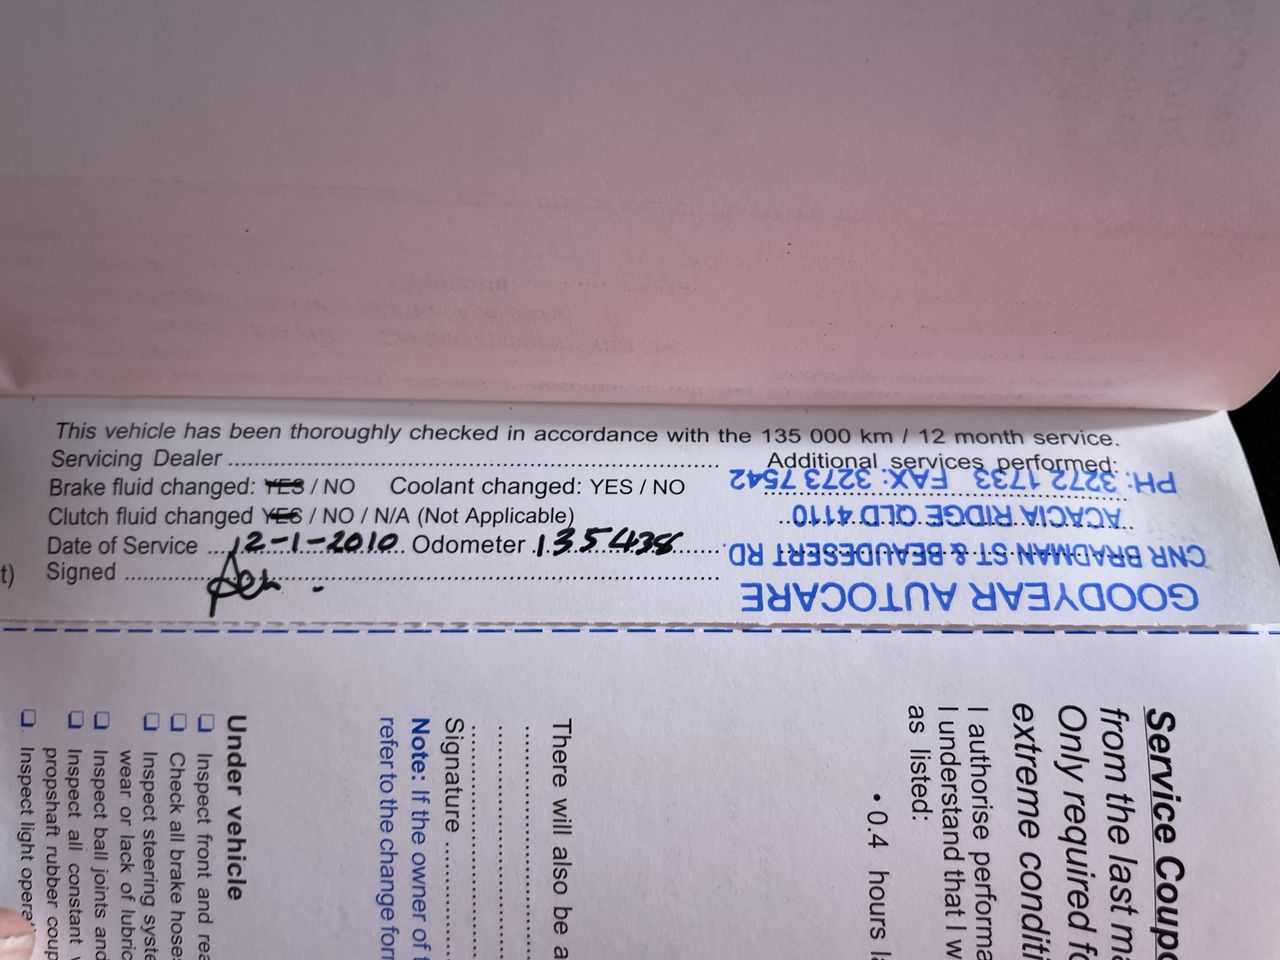 This vehicle has been thoroughly checked in accordance with the 135 000 km / 12 month service.
Servicing Dealer
Additional services performed:
Brake fluid changed: YES / NO Coolant changed: YES / NO
Clutch fluid changed YES / NO / N/A (Not Applicable)
Date of Service 12-1-2010 Odometer 135438
Signed
t)
GOODYEAR AUTOCARE
CNR BRADMAN ST & BEAUDESERT RD
ACACIA RIDGE QLD 4110
PH: 3272 1733 FAX: 3273 7542
Service Coup
from the last ma
Only required fo
extreme conditi
I authorise performa
I understand that I w
as listed:
• 0.4 hours la
There will also be a
Signature
Note: If the owner of t
refer to the change form
Under vehicle
Inspect front and rea
Check all brake hoses
Inspect steering syste
wear or lack of lubric
Inspect ball joints and
Inspect all constant v
propshaft rubber coup
Inspect light opera